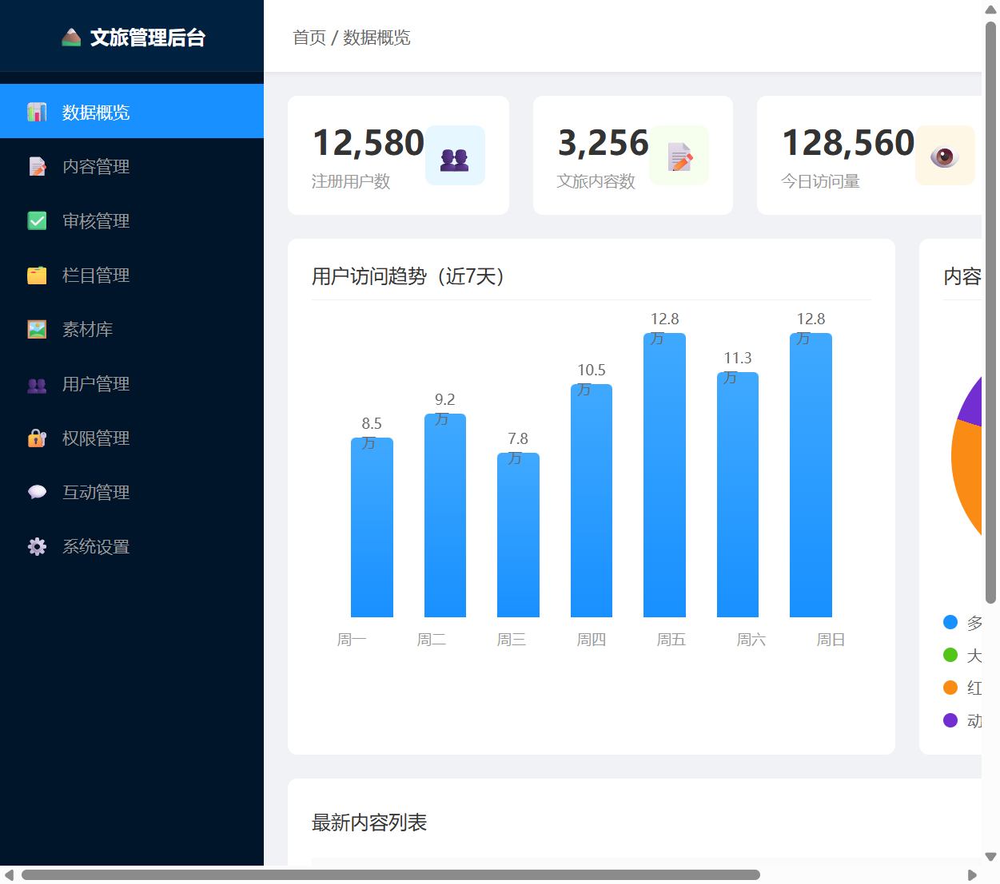 文旅管理后台
首页 / 数据概览
数据概览
内容管理
审核管理
栏目管理
素材库
用户管理
权限管理
互动管理
系统设置
12,580
注册用户数
3,256
文旅内容数
128,560
今日访问量
用户访问趋势（近7天）
8.5
万
9.2
万
7.8
万
10.5
万
12.8
万
11.3
万
12.8
万
周一 周二 周三 周四 周五 周六 周日
内容
多
大
红
动
最新内容列表